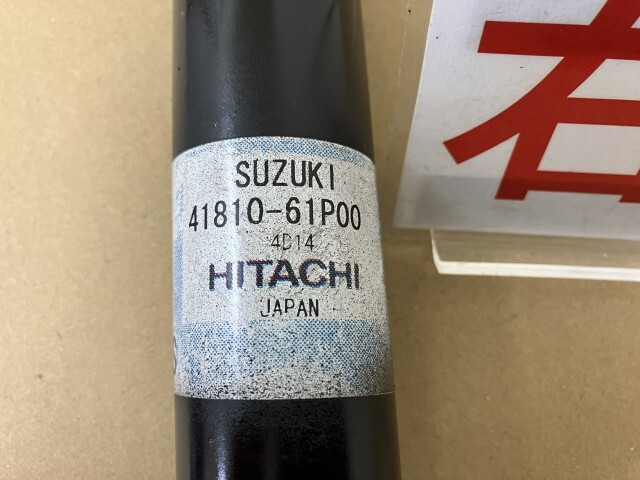 SUZUKI
41810-61P00
4D14
HITACHI
JAPAN
右